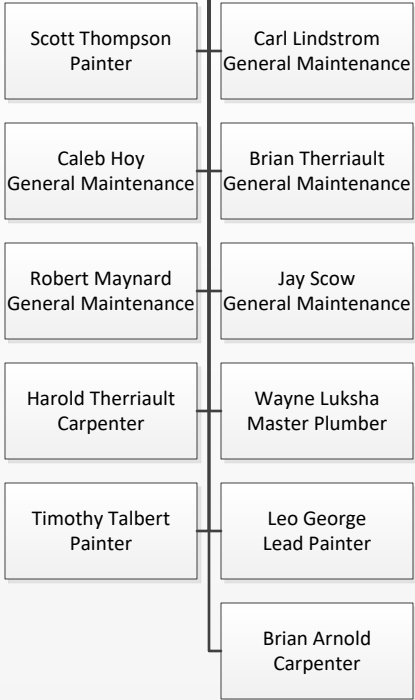 Scott Thompson
Painter
Carl Lindstrom
General Maintenance
Caleb Hoy
General Maintenance
Brian Therriault
General Maintenance
Robert Maynard
General Maintenance
Jay Scow
General Maintenance
Harold Therriault
Carpenter
Wayne Luksha
Master Plumber
Timothy Talbert
Painter
Leo George
Lead Painter
Brian Arnold
Carpenter